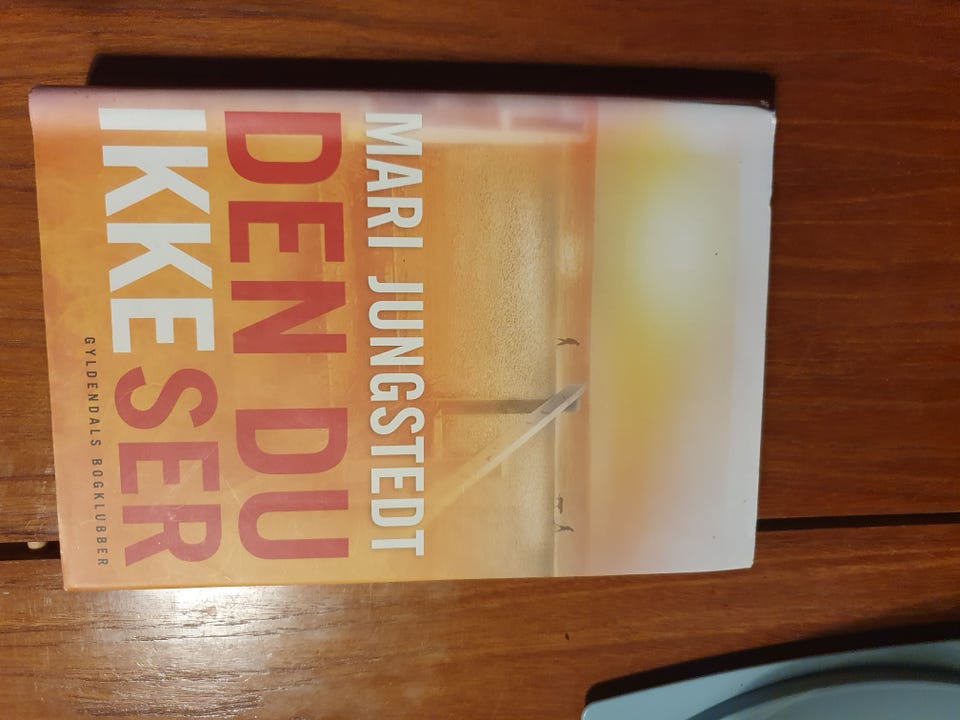 MARI JUNGSTEDT
DEN DU
IKKE SER
GYLDENDALS BOGKLUBBER